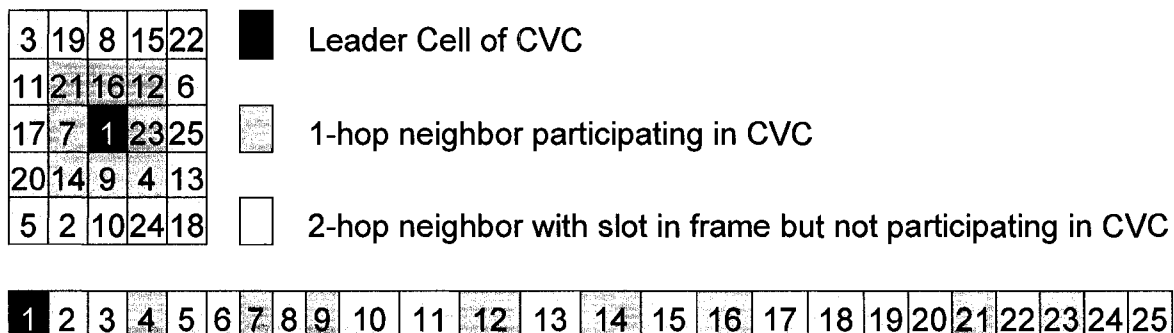 3 19 8 15 22 Leader Cell of CVC
11 21 16 12 6
17 7 1 23 25 1-hop neighbor participating in CVC
20 14 9 4 13
5 2 10 24 18 2-hop neighbor with slot in frame but not participating in CVC
1 2 3 4 5 6 7 8 9 10 11 12 13 14 15 16 17 18 19 20 21 22 23 24 25